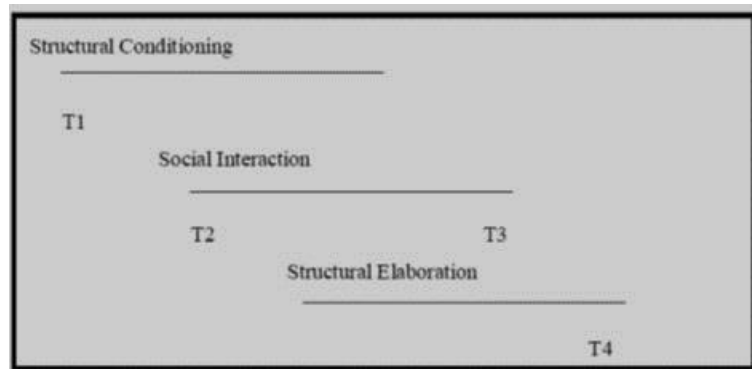 Structural Conditioning
T1
Social Interaction
T2 T3
Structural Elaboration
T4